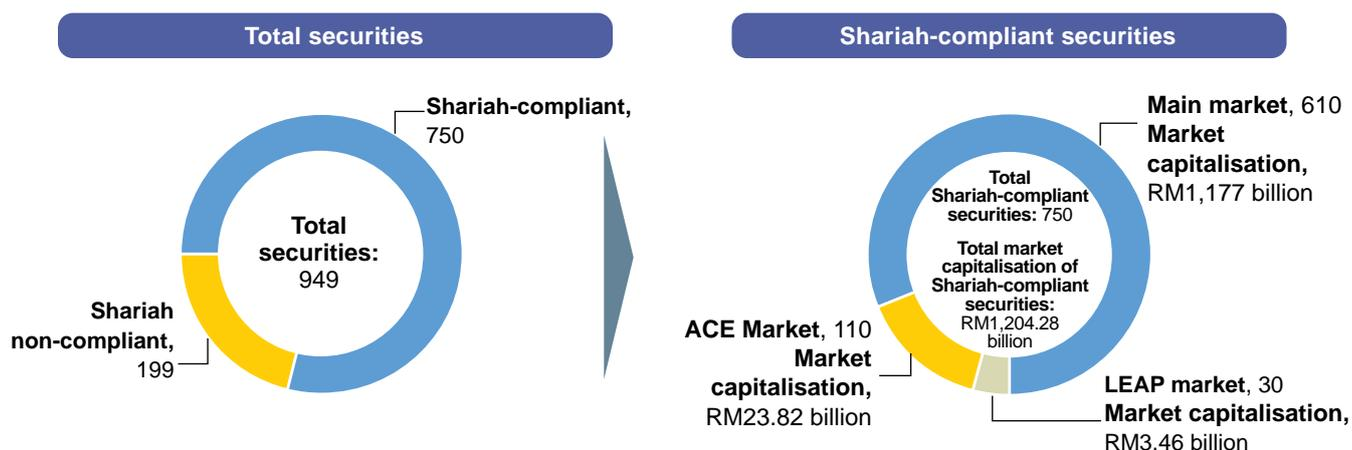 Total securities
Shariah-compliant,
750
Total
securities:
949
Shariah
non-compliant,
199
Shariah-compliant securities
Main market, 610
Market
capitalisation,
RM1,177 billion
Total
Shariah-compliant
securities: 750
Total market
capitalisation of
Shariah-compliant
securities:
RM1,204.28
billion
ACE Market, 110
Market
capitalisation,
RM23.82 billion
LEAP market, 30
Market capitalisation,
RM3.46 billion